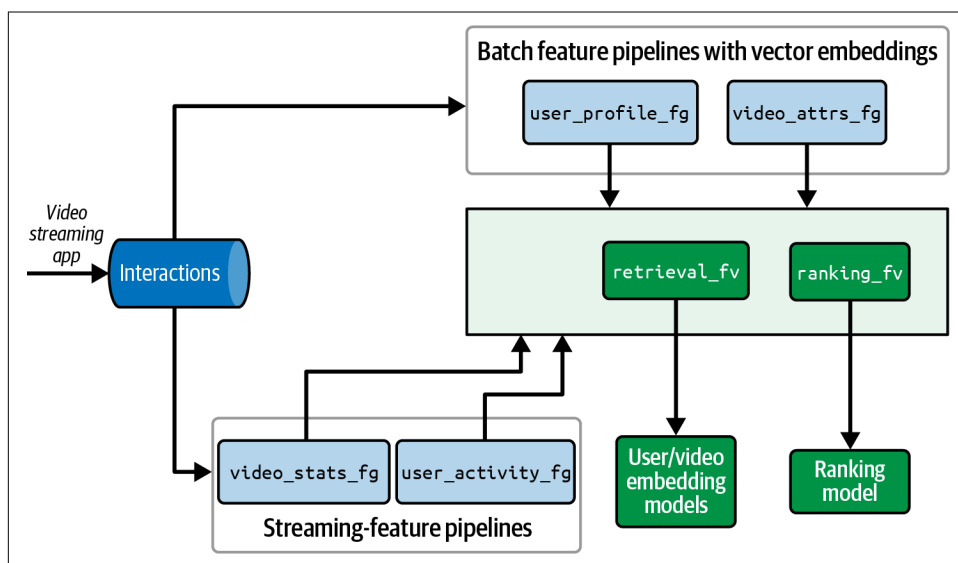 Batch feature pipelines with vector embeddings
user_profile_fg
video_attrs_fg
Video
streaming
app
Interactions
retrieval_fv
ranking_fv
video_stats_fg
user_activity_fg
Streaming-feature pipelines
User/video
embedding
models
Ranking
model